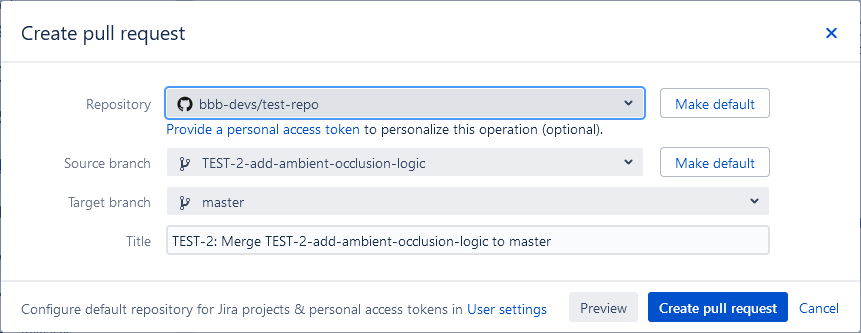 Create pull request
Repository bbb-devs/test-repo Make default
Provide a personal access token to personalize this operation (optional).
Source branch TEST-2-add-ambient-occlusion-logic Make default
Target branch master
Title TEST-2: Merge TEST-2-add-ambient-occlusion-logic to master
Configure default repository for Jira projects & personal access tokens in User settings Preview Create pull request Cancel